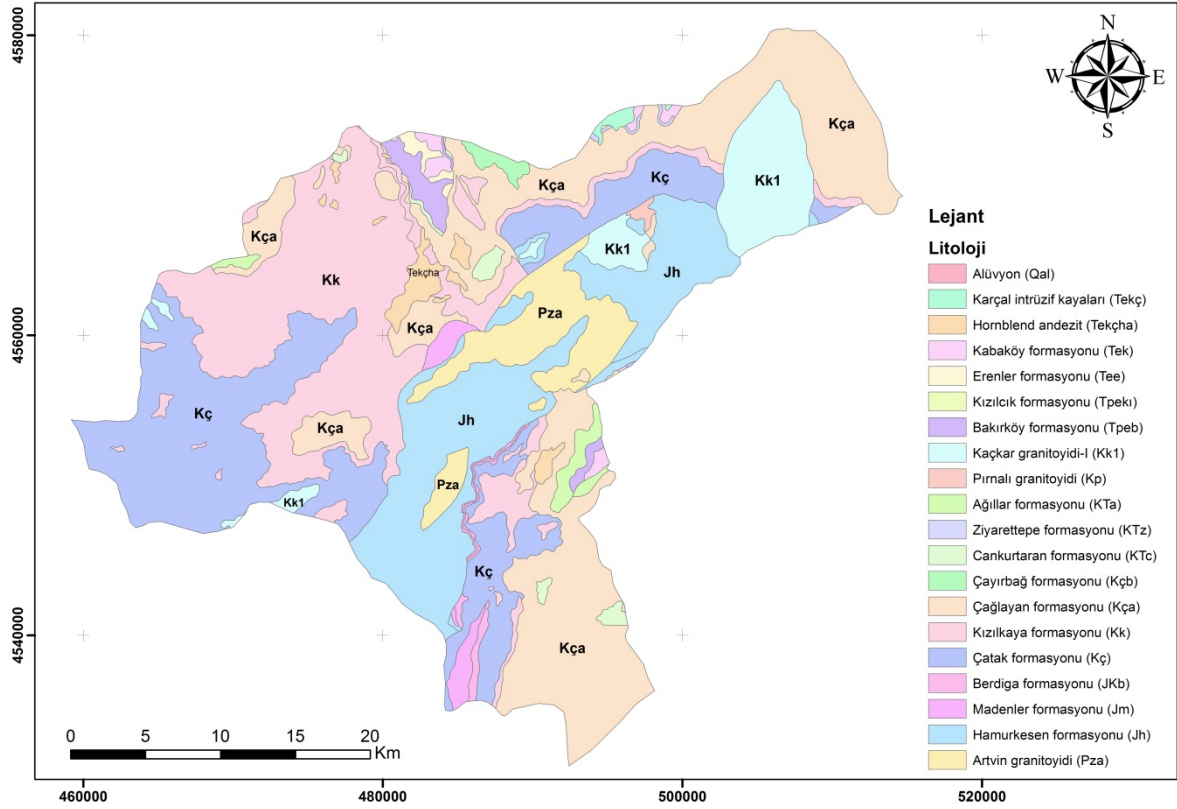 4580000
4560000
4540000
460000
480000
500000
520000
N
W
E
S
Kça
Kk1
Kç
Kça
Kça
Kk1
Jh
Kk
Tekçha
Pza
Kça
Kç
Jh
Kça
Pza
Kk1
Kç
Kça
0 5 10 15 20
Km
Lejant
Litoloji
Alüvyon (Qal)
Karçal intrüzif kayaları (Tekç)
Hornblend andezit (Tekçha)
Kabaköy formasyonu (Tek)
Erenler formasyonu (Tee)
Kızılcık formasyonu (Tpekı)
Bakırköy formasyonu (Tpeb)
Kaçkar granitoyidi-I (Kk1)
Pırnalı granitoyidi (Kp)
Ağıllar formasyonu (KTa)
Ziyarettepe formasyonu (KTz)
Cankurtaran formasyonu (KTc)
Çayırbağ formasyonu (Kçb)
Çağlayan formasyonu (Kça)
Kızılkaya formasyonu (Kk)
Çatak formasyonu (Kç)
Berdiga formasyonu (JKb)
Madenler formasyonu (Jm)
Hamurkesen formasyonu (Jh)
Artvin granitoyidi (Pza)